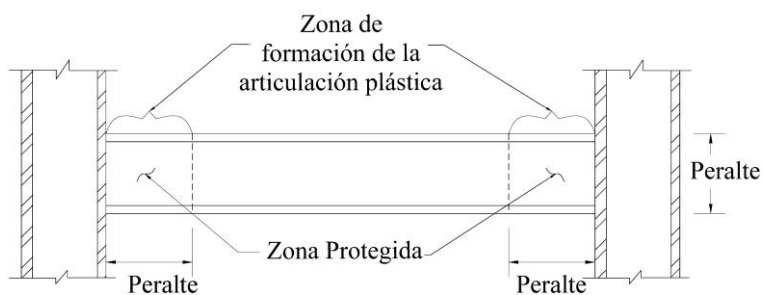 Zona de
formación de la
articulación plástica
Peralte
Zona Protegida
Peralte
Peralte